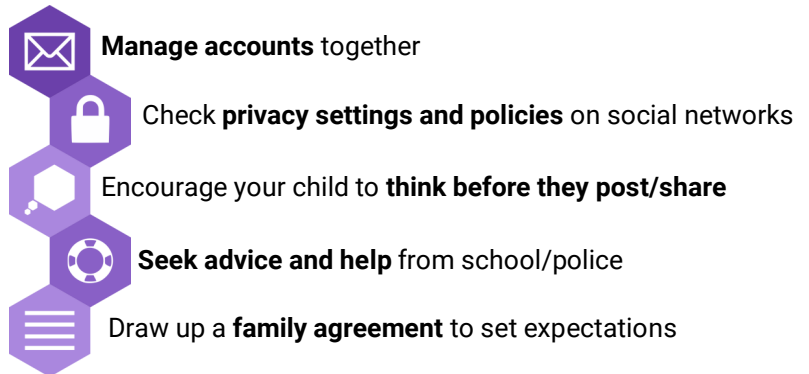 Manage accounts together
Check privacy settings and policies on social networks
Encourage your child to think before they post/share
Seek advice and help from school/police
Draw up a family agreement to set expectations